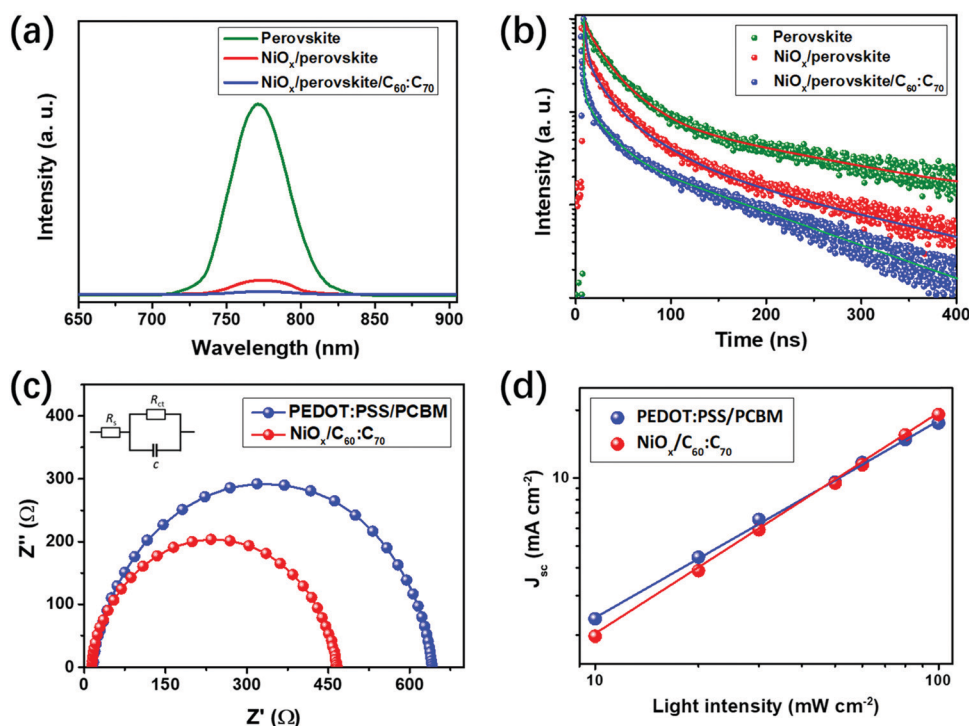 (a)
Perovskite
NiOₓ/perovskite
NiOₓ/perovskite/C₆₀:C₇₀
Intensity (a. u.)
650 700 750 800 850 900
Wavelength (nm)
(b)
Perovskite
NiOₓ/perovskite
NiOₓ/perovskite/C₆₀:C₇₀
Intensity (a. u.)
0 100 200 300 400
Time (ns)
(c)
Rₛ
R_ct
c
PEDOT:PSS/PCBM
NiOₓ/C₆₀:C₇₀
Z'' (Ω)
400
300
200
100
0
0 150 300 450 600
Z' (Ω)
(d)
PEDOT:PSS/PCBM
NiOₓ/C₆₀:C₇₀
J_sc (mA cm⁻²)
10
10 100
Light intensity (mW cm⁻²)